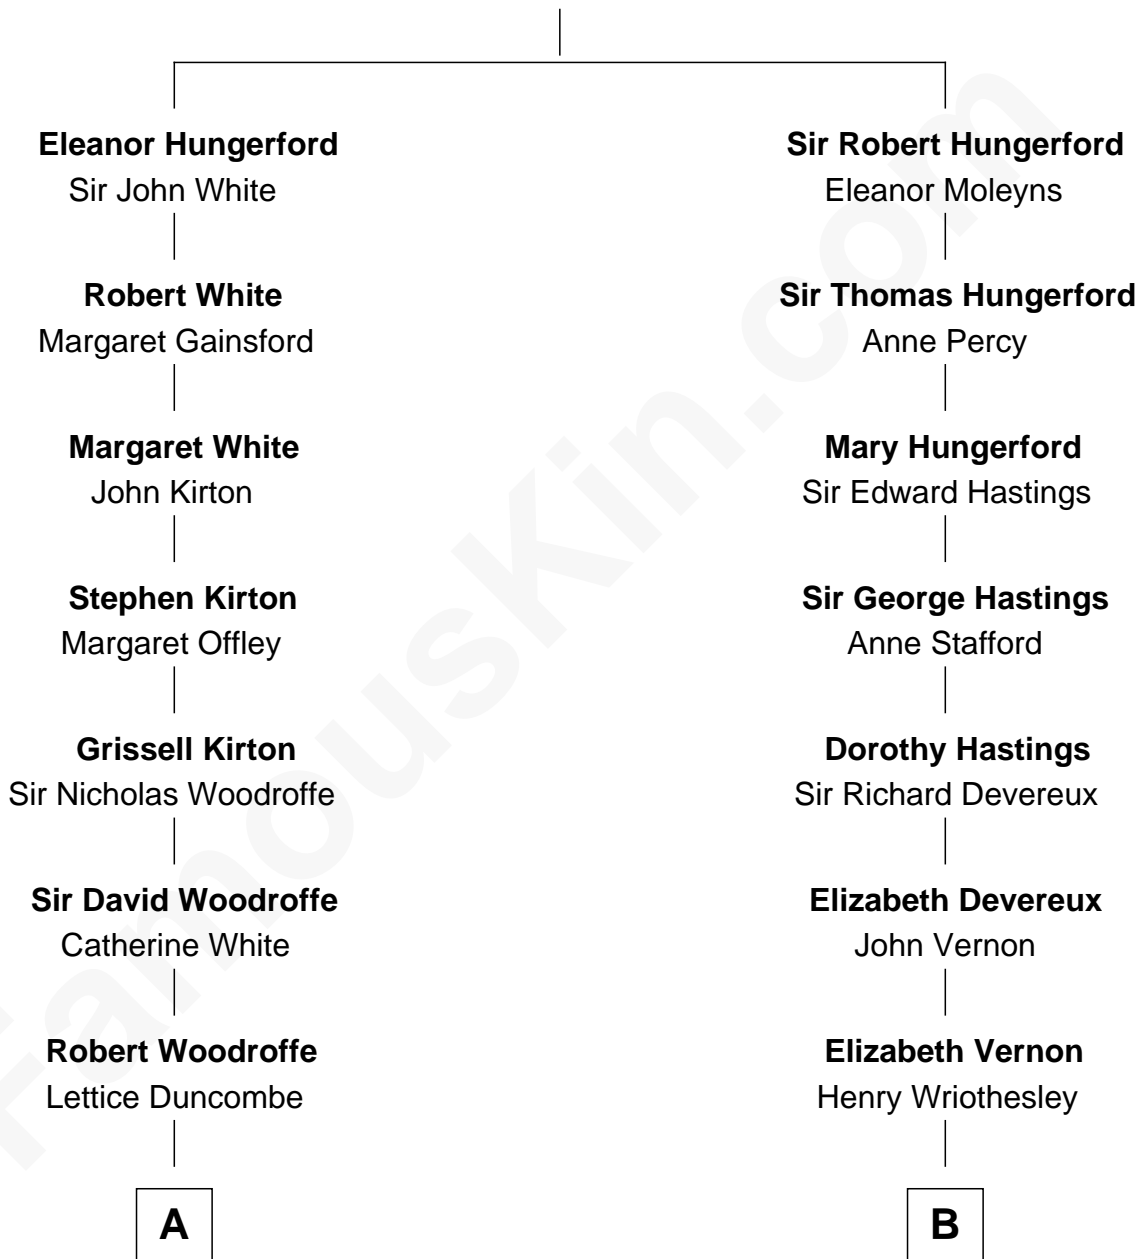 Eleanor Hungerford
Sir John White
Robert White
Margaret Gainsford
Margaret White
John Kirton
Stephen Kirton
Margaret Offley
Grissell Kirton
Sir Nicholas Woodroffe
Sir David Woodroffe
Catherine White
Robert Woodroffe
Lettice Duncombe
A
Sir Robert Hungerford
Eleanor Moleyns
Sir Thomas Hungerford
Anne Percy
Mary Hungerford
Sir Edward Hastings
Sir George Hastings
Anne Stafford
Dorothy Hastings
Sir Richard Devereux
Elizabeth Devereux
John Vernon
Elizabeth Vernon
Henry Wriothesley
B
FamousKin.com